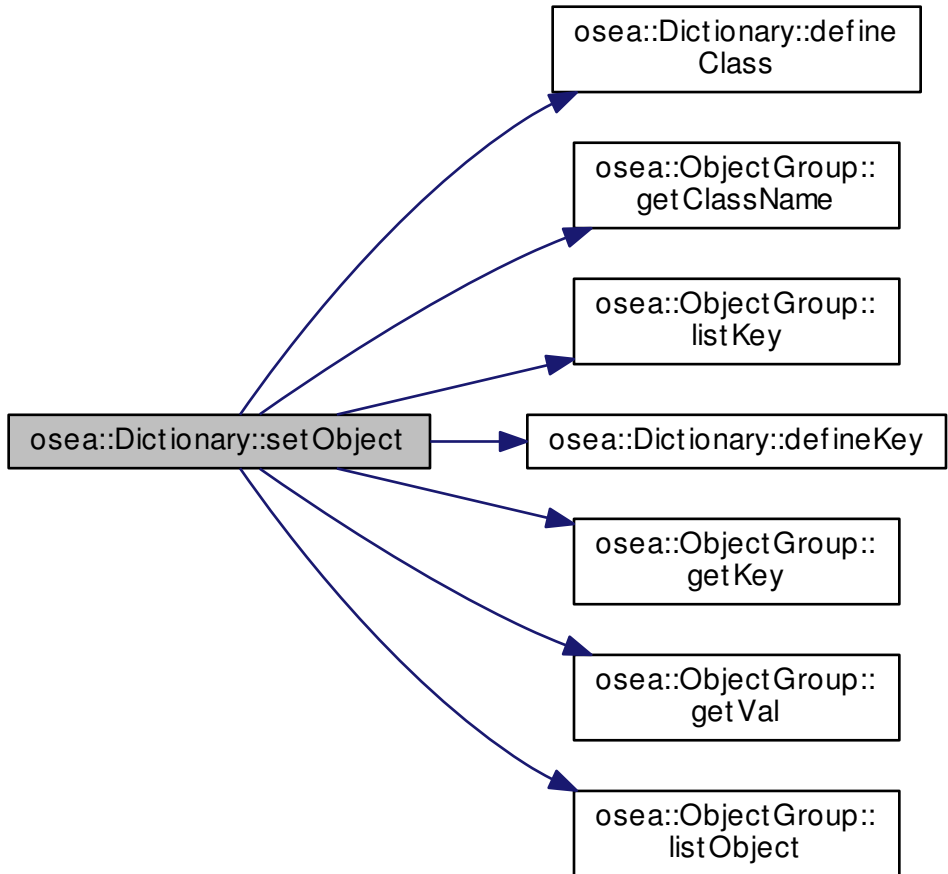 osea::Dictionary::define
Class
osea::ObjectGroup::
getClassName
osea::ObjectGroup::
listKey
osea::Dictionary::setObject
osea::Dictionary::defineKey
osea::ObjectGroup::
getKey
osea::ObjectGroup::
getVal
osea::ObjectGroup::
listObject